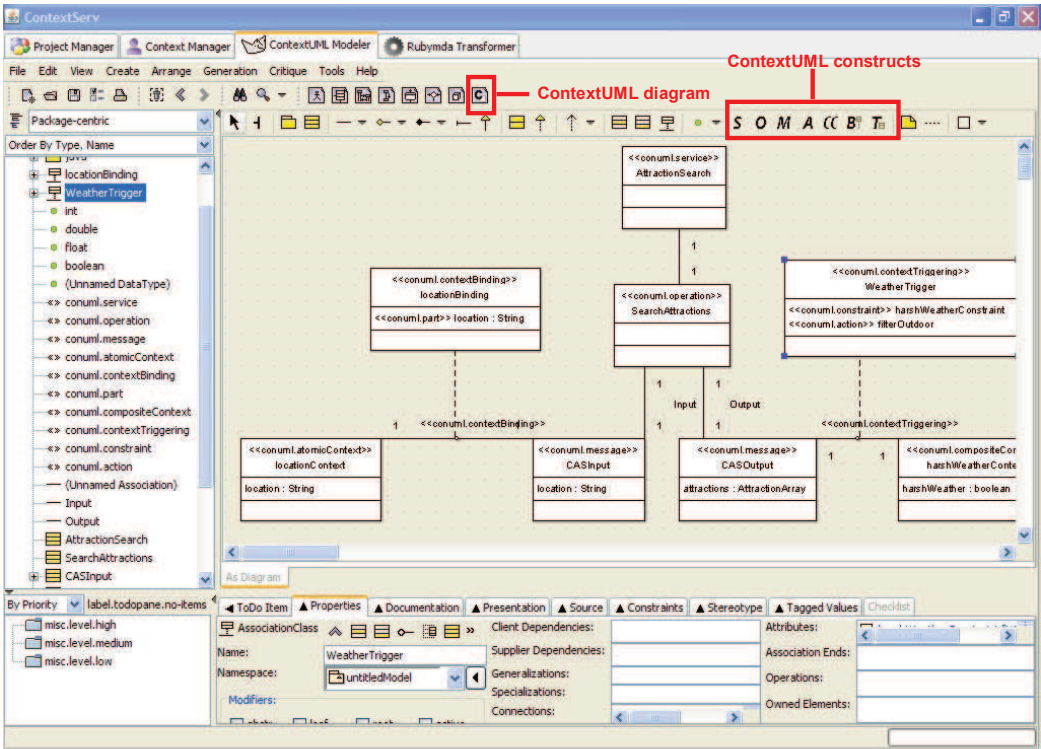 ContextServ
Project Manager Context Manager ContextUML Modeler Rubymda Transformer
File Edit View Create Arrange Generation Critique Tools Help
ContextUML constructs
ContextUML diagram
Package-centric
S O M A CC B T
Order By Type, Name
java
locationBinding
WeatherTrigger
int
double
float
boolean
(Unnamed DataType)
«» conuml.service
«» conuml.operation
«» conuml.message
«» conuml.atomicContext
«» conuml.contextBinding
«» conuml.part
«» conuml.compositeContext
«» conuml.contextTriggering
«» conuml.constraint
«» conuml.action
(Unnamed Association)
Input
Output
AttractionSearch
SearchAttractions
CASInput
<<conuml.service>>
AttractionSearch
1
1
<<conuml.contextBinding>>
locationBinding
<<conuml.part>> location : String
<<conuml.operation>>
SearchAttractions
<<conuml.contextTriggering>>
WeatherTrigger
<<conuml.constraint>> harshWeatherConstraint
<<conuml.action>> filterOutdoor
1 1
Input Output
1 <<conuml.contextBinding>> 1 1 <<conuml.contextTriggering>>
<<conuml.atomicContext>>
locationContext
location : String
<<conuml.message>>
CASInput
location : String
<<conuml.message>>
CASOutput
attractions : AttractionArray
1 1
<<conuml.compositeCor
harshWeatherConte
harshWeather : boolean
As Diagram
By Priority label.todopane.no-items
misc.level.high
misc.level.medium
misc.level.low
ToDo Item Properties Documentation Presentation Source Constraints Stereotype Tagged Values Checklist
AssociationClass »
Name: WeatherTrigger
Namespace: untitledModel
Modifiers:
Client Dependencies:
Supplier Dependencies:
Generalizations:
Specializations:
Connections:
Attributes:
Association Ends:
Operations:
Owned Elements: